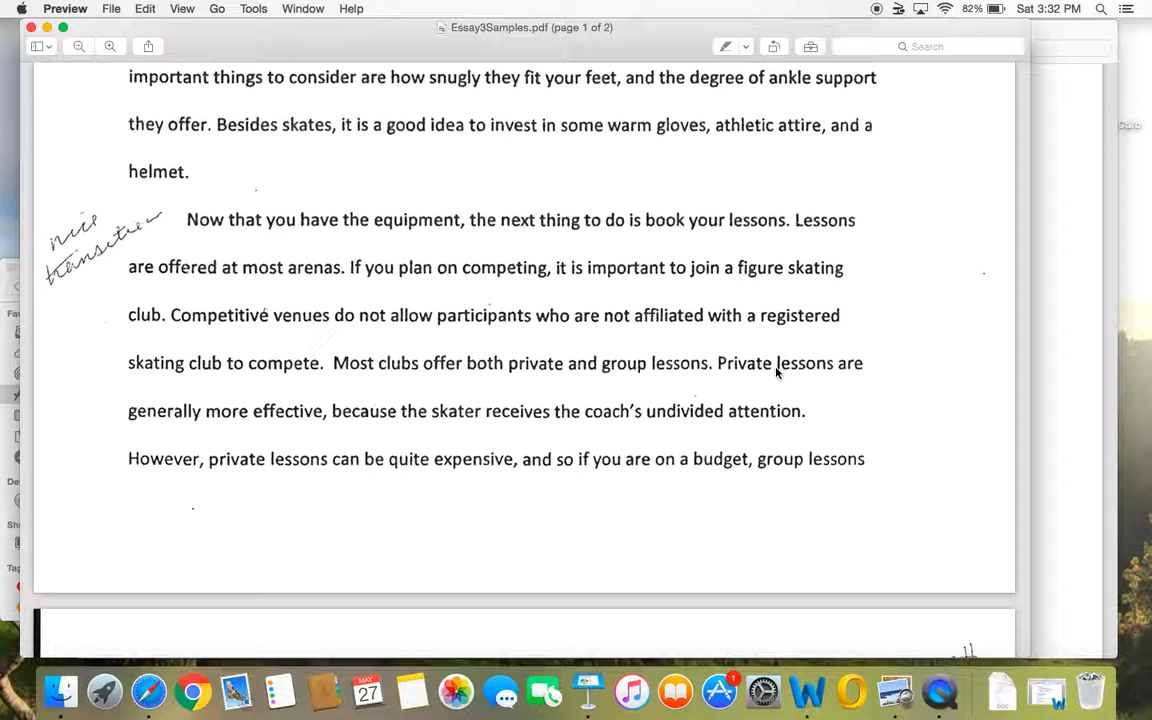 Preview File Edit View Go Tools Window Help 82% Sat 3:32 PM
Essay3Samples.pdf (page 1 of 2)
Search
important things to consider are how snugly they fit your feet, and the degree of ankle support
they offer. Besides skates, it is a good idea to invest in some warm gloves, athletic attire, and a
helmet.
nice
transition
Now that you have the equipment, the next thing to do is book your lessons. Lessons
are offered at most arenas. If you plan on competing, it is important to join a figure skating
club. Competitive venues do not allow participants who are not affiliated with a registered
skating club to compete. Most clubs offer both private and group lessons. Private lessons are
generally more effective, because the skater receives the coach's undivided attention.
However, private lessons can be quite expensive, and so if you are on a budget, group lessons
Fav
Dev
Sha
Tag
MAY
27
1
DOC